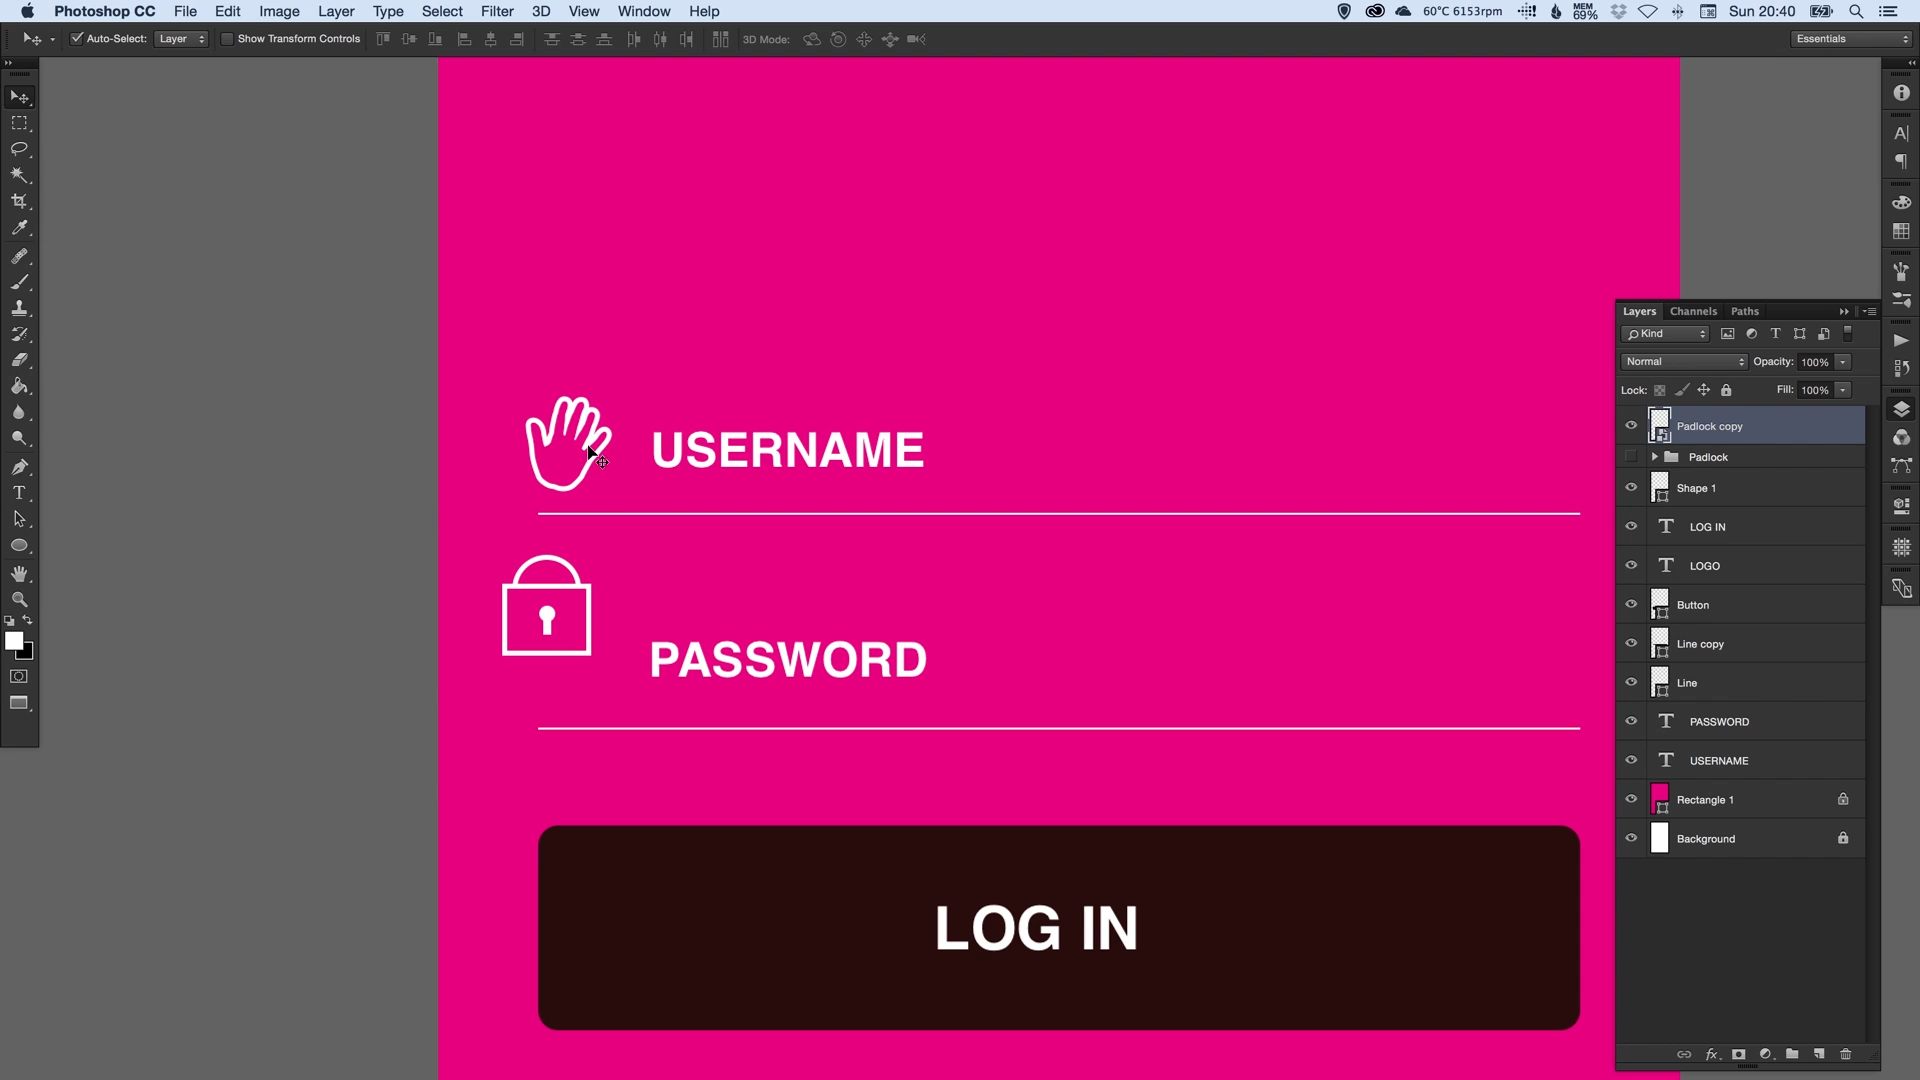 Photoshop CC File Edit Image Layer Type Select Filter 3D View Window Help 60°C 6153rpm MEM 69% Sun 20:40
Auto-Select: Layer Show Transform Controls 3D Mode: Essentials
Layers Channels Paths
Kind
Normal Opacity: 100%
Lock: Fill: 100%
Padlock copy
Padlock
Shape 1
LOG IN
LOGO
Button
Line copy
Line
PASSWORD
USERNAME
Rectangle 1
Background
USERNAME
PASSWORD
LOG IN